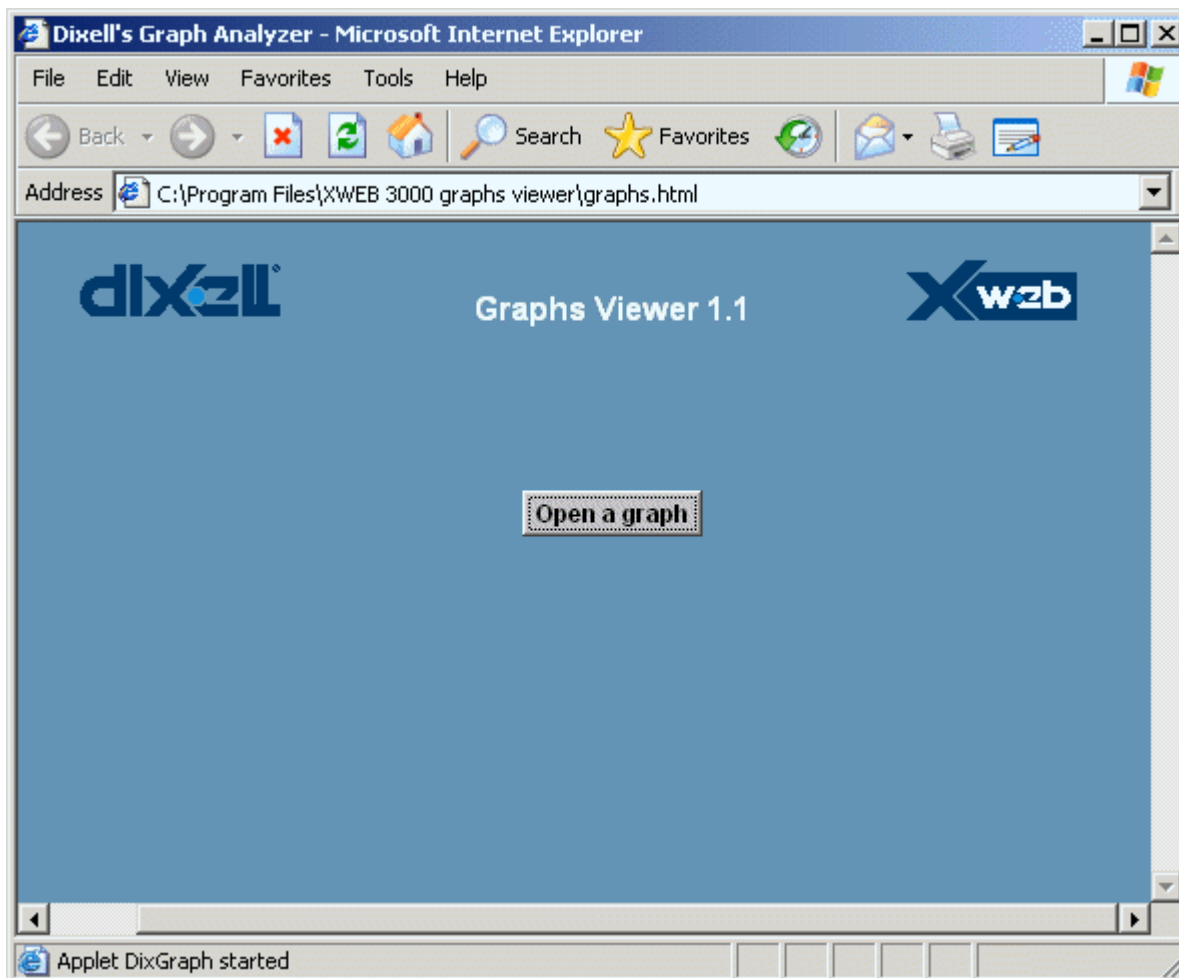 Dixell's Graph Analyzer - Microsoft Internet Explorer
File Edit View Favorites Tools Help
Back Search Favorites
Address C:\Program Files\XWEB 3000 graphs viewer\graphs.html
dixell
Graphs Viewer 1.1
Xweb
Open a graph
Applet DixGraph started